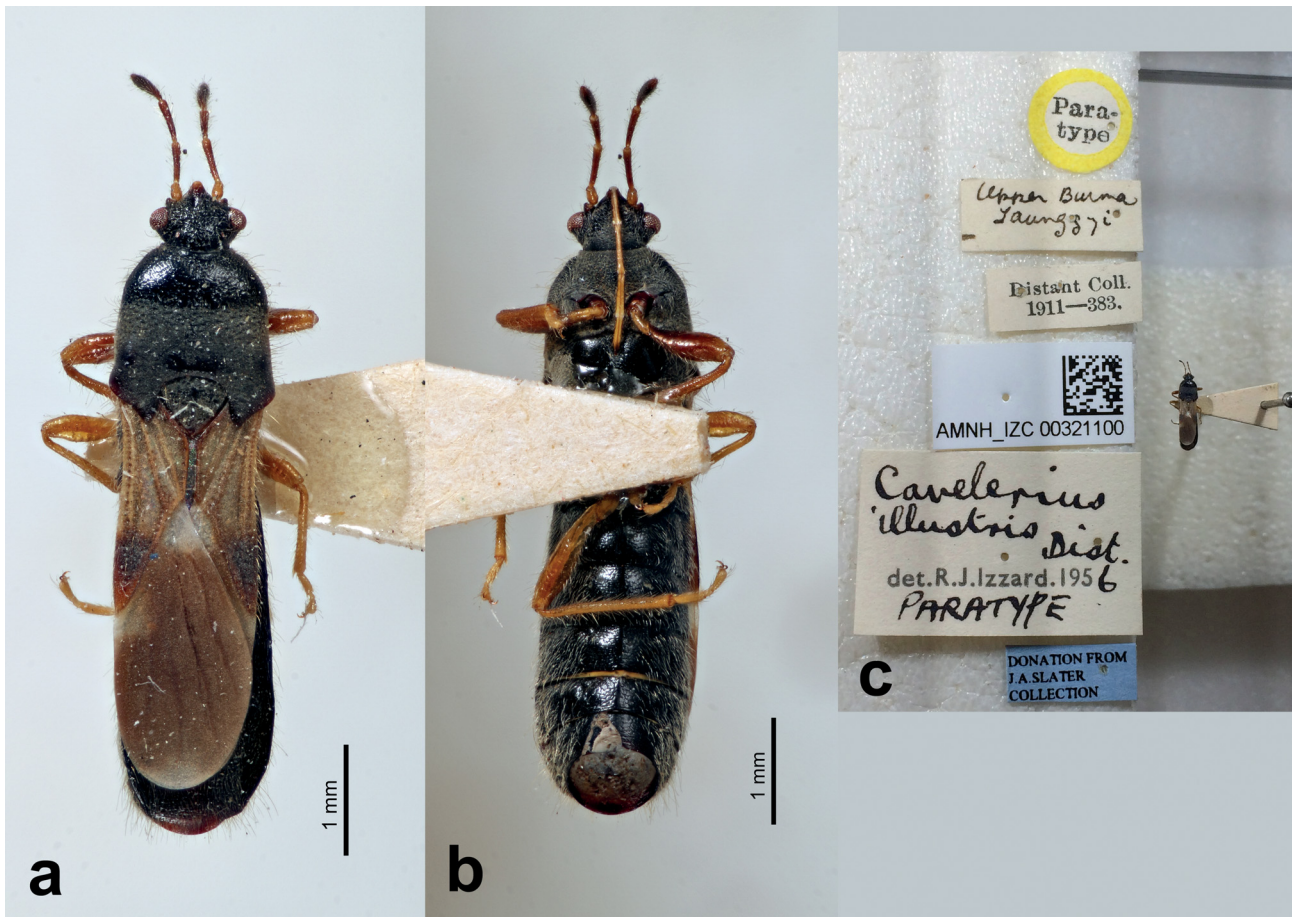 Para-
type
Upper Burma
Taunggyi
Distant Coll.
1911—383.
AMNH_IZC 00321100
Cavelerius
illustris Dist.
det.R.J.Izzard.1956
PARATYPE
DONATION FROM
J.A.SLATER
COLLECTION
1 mm
1 mm
a
b
c